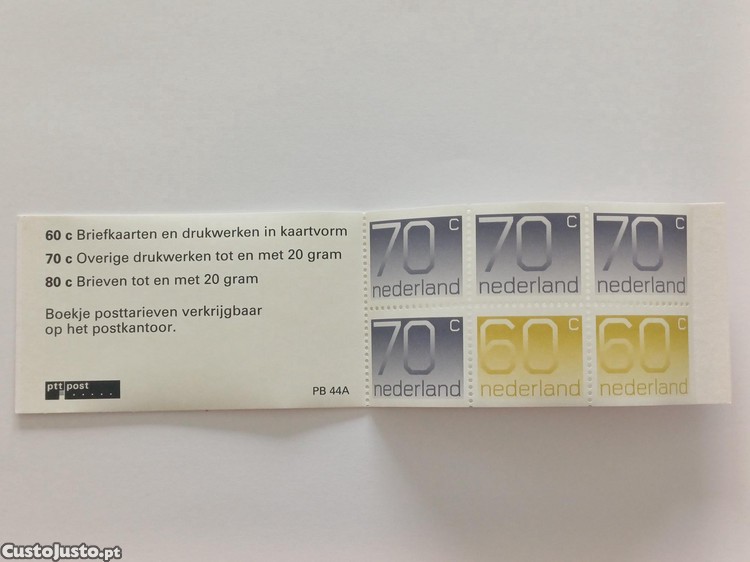 60 c Briefkaarten en drukwerken in kaartvorm
70 c Overige drukwerken tot en met 20 gram
80 c Brieven tot en met 20 gram
Boekje posttarieven verkrijgbaar
op het postkantoor.
ptt post
PB 44A
70 c
nederland
70 c
nederland
70 c
nederland
70 c
nederland
60 c
nederland
60 c
nederland
CustoJusto.pt